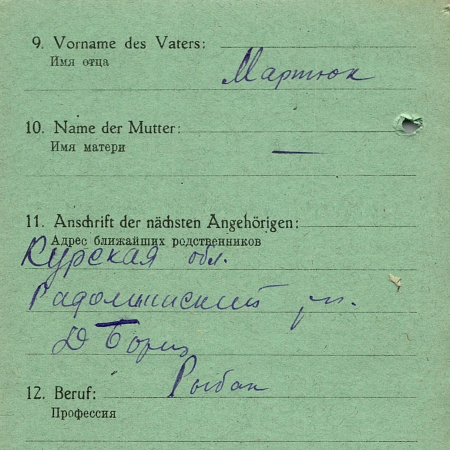 9. Vorname des Vaters:
Имя отца
Мартюк
10. Name der Mutter:
Имя матери
—
11. Anschrift der nächsten Angehörigen:
Адрес ближайших родственников
Курская обл.
Д
12. Beruf: Рыбак
Профессия